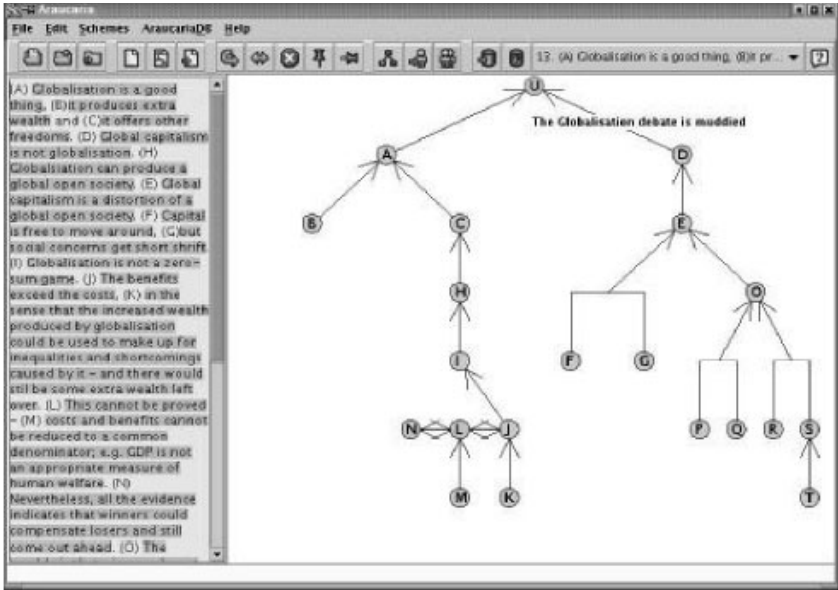 Araucaria
File Edit Schemes AraucariaDB Help
13. (A) Globalisation is a good thing, (B)it pr...
(A) Globalisation is a good
thing, (B)it produces extra
wealth and (C)it offers other
freedoms. (D) Global capitalism
is not globalisation. (H)
Globalsiation can produce a
global open society. (E) Global
capitalism is a distortion of a
global open society. (F) Capital
is free to move around, (G)but
social concerns get short shrift.
(I) Globalisation is not a zero-
sum game. (J) The benefits
exceed the costs, (K) in the
sense that the increased wealth
produced by globalisation
could be used to make up for
inequalities and shortcomings
caused by it - and there would
still be some extra wealth left
over. (L) This cannot be proved
- (M) costs and benefits cannot
be reduced to a common
denominator; e.g. GDP is not
an appropriate measure of
human welfare. (N)
Nevertheless, all the evidence
indicates that winners could
compensate losers and still
come out ahead. (O) The
U
The Globalisation debate is muddied
A D
B C E
H O
I F G
N L J P Q R S
M K T